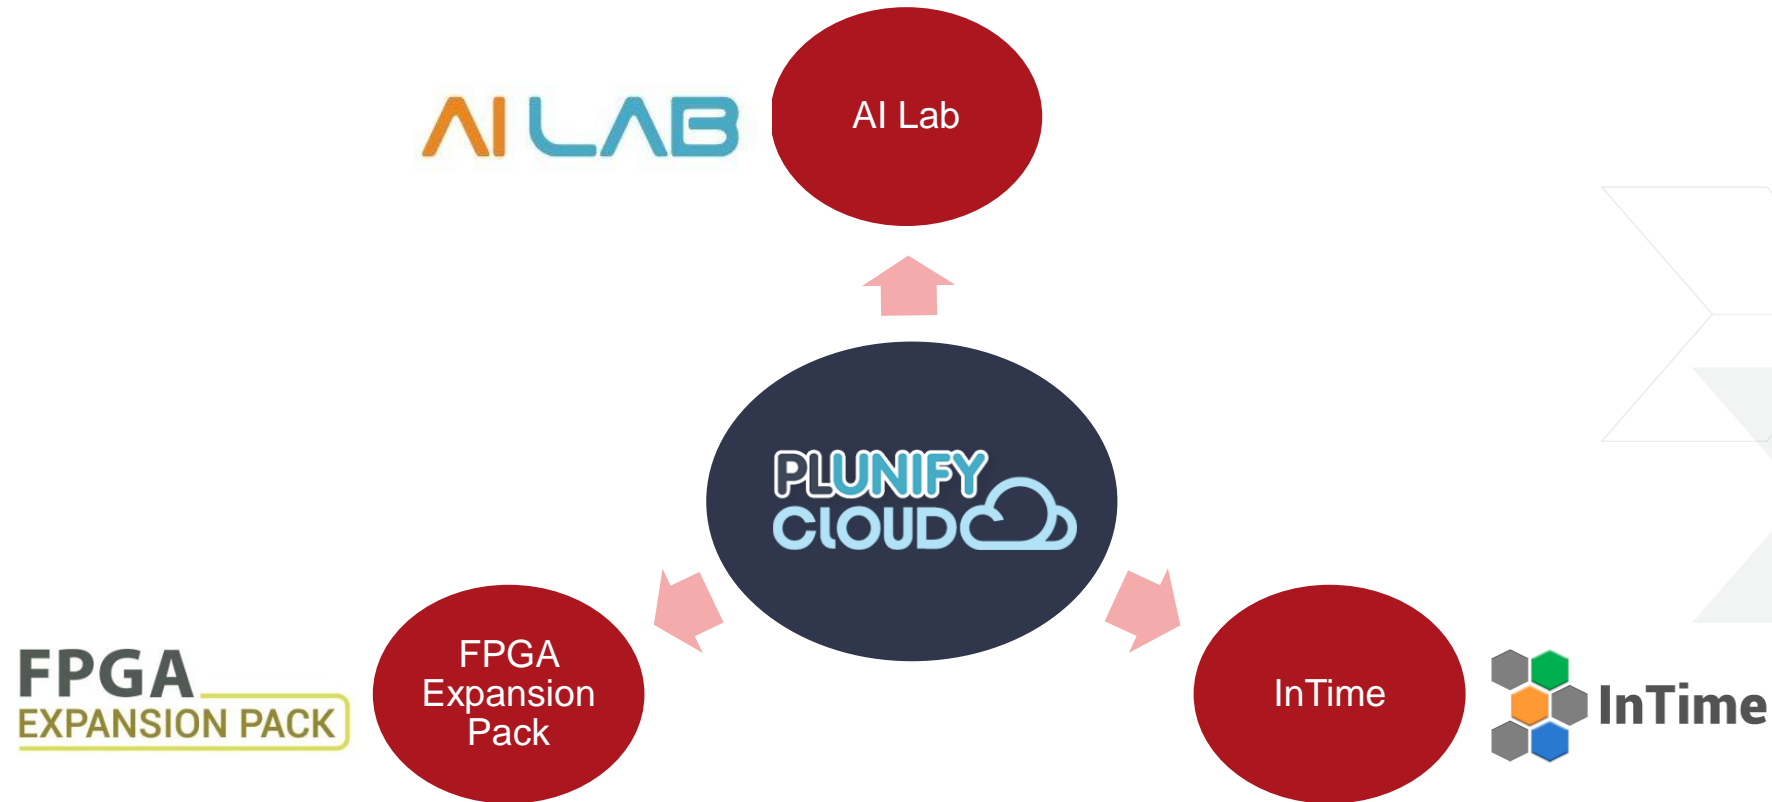 AI LAB
AI Lab
PLUNIFY
CLOUD
FPGA
EXPANSION PACK
FPGA
Expansion
Pack
InTime
InTime